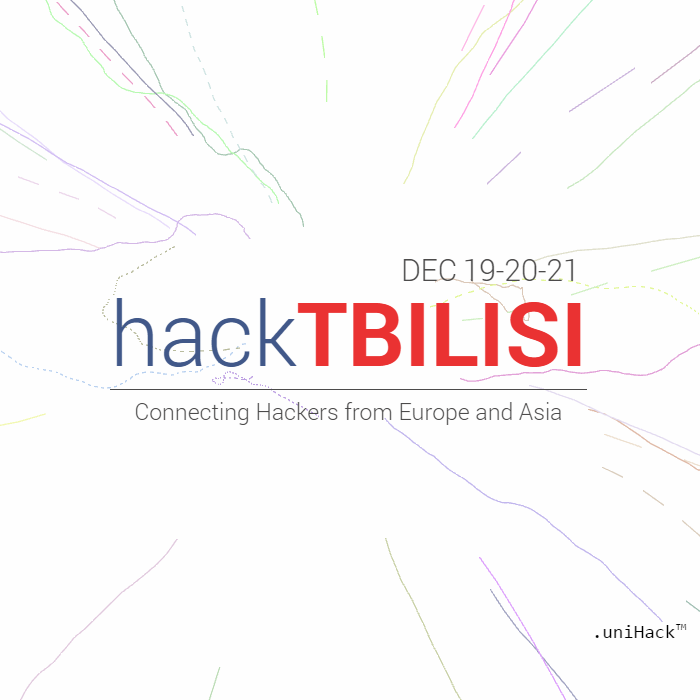 DEC 19-20-21
hackTBILISI
Connecting Hackers from Europe and Asia
.uniHack™